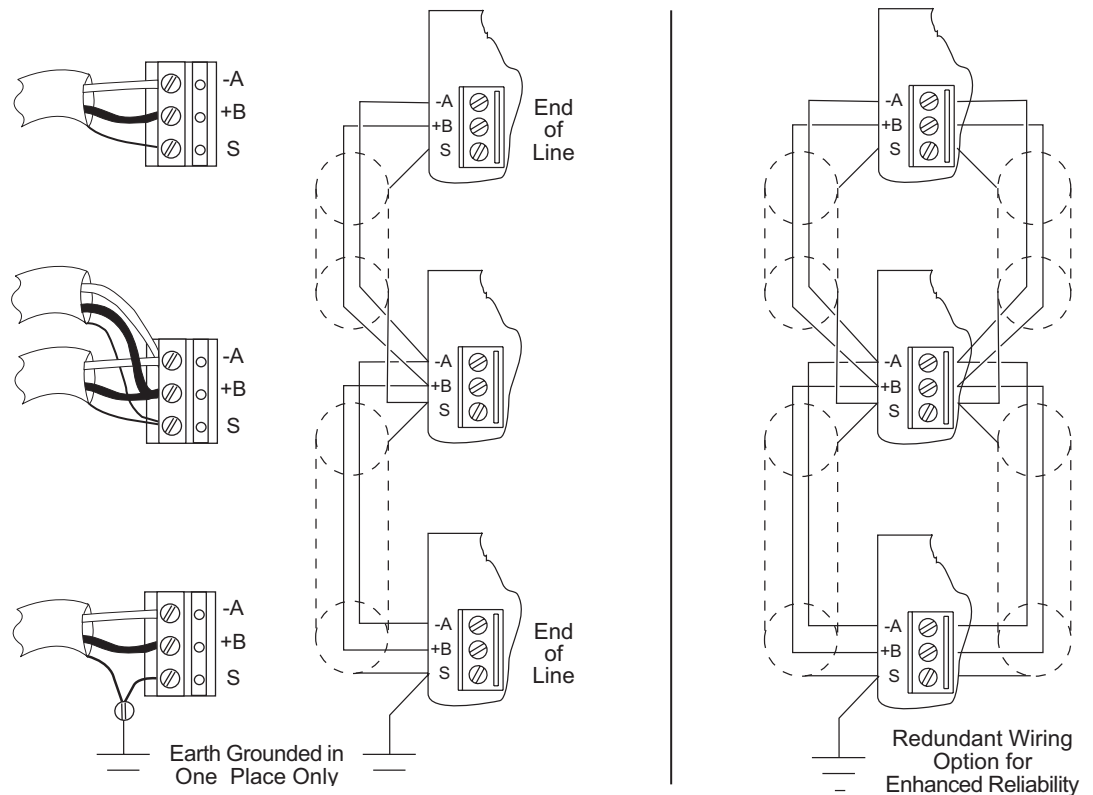 -A
+B
S
-A
+B
S
-A
+B
S
-A
+B
S
End
of
Line
-A
+B
S
-A
+B
S
End
of
Line
Earth Grounded in
One Place Only
-A
+B
S
-A
+B
S
-A
+B
S
Redundant Wiring
Option for
Enhanced Reliability